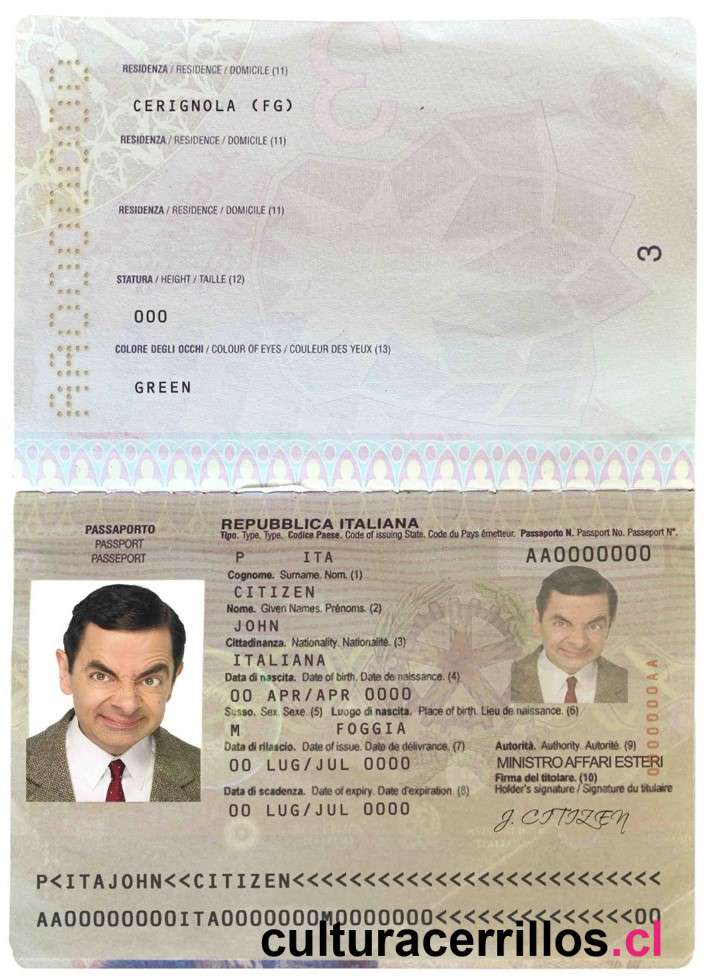 RESIDENZA / RESIDENCE / DOMICILE (11)
CERIGNOLA (FG)
RESIDENZA / RESIDENCE / DOMICILE (11)
RESIDENZA / RESIDENCE / DOMICILE (11)
3
STATURA / HEIGHT / TAILLE (12)
000
COLORE DEGLI OCCHI / COLOUR OF EYES / COULEUR DES YEUX (13)
GREEN
PASSAPORTO
PASSPORT
PASSEPORT
REPUBBLICA ITALIANA
Tipo. Type. Type. Codice Paese. Code of issuing State. Code du Pays émetteur. Passaporto N. Passport No. Passeport N°.
P ITA AA0000000
Cognome. Surname. Nom. (1)
CITIZEN
Nome. Given Names. Prénoms. (2)
JOHN
Cittadinanza. Nationality. Nationalité. (3)
ITALIANA
Data di nascita. Date of birth. Date de naissance. (4)
00 APR/APR 0000
Sesso. Sex. Sexe. (5) Luogo di nascita. Place of birth. Lieu de naissance. (6)
M FOGGIA
Data di rilascio. Date of issue. Date de délivrance. (7)
00 LUG/JUL 0000
Data di scadenza. Date of expiry. Date d'expiration. (8)
00 LUG/JUL 0000
Autorità. Authority. Autorité. (9)
MINISTRO AFFARI ESTERI
Firma del titolare. (10)
Holder's signature / Signature du titulaire
J. CITIZEN
P<ITAJOHN<<CITIZEN<<<<<<<<<<<<<<<<<<<<<<<<<<
AA00000000ITA0000000M0000000<<<<<<<<<<<<<<00
culturacerrillos.cl